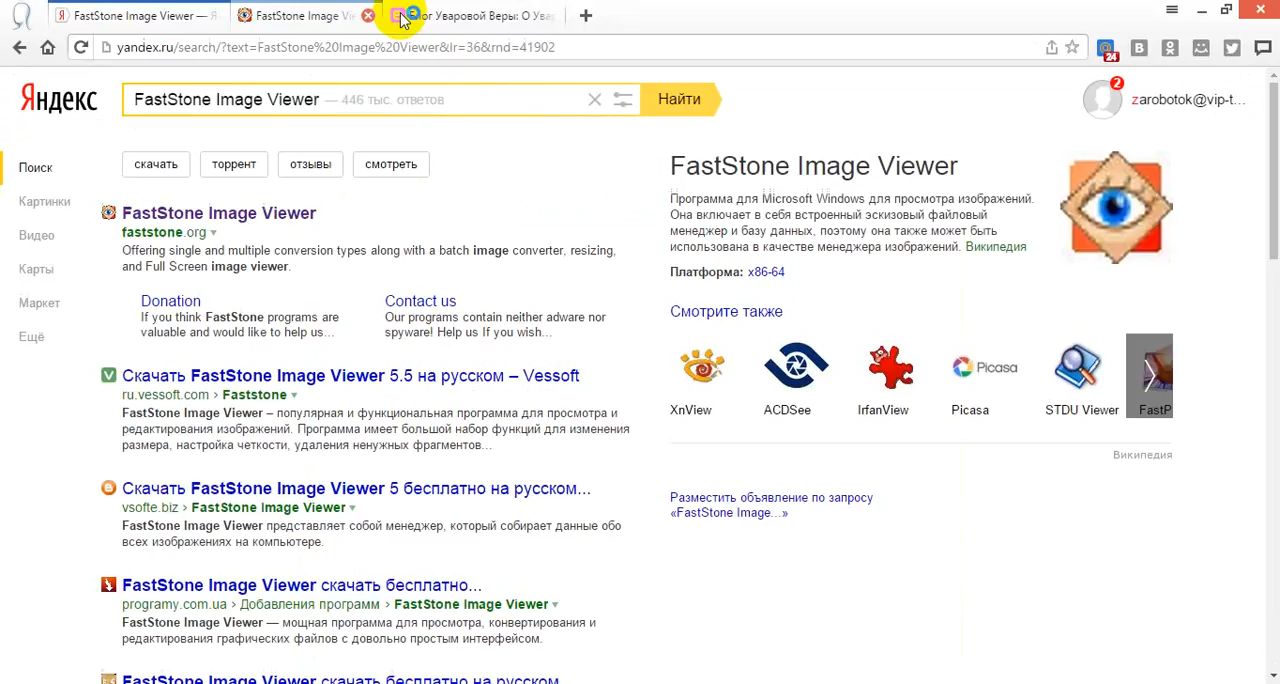 FastStone Image Viewer —
FastStone Image Vi
лог Уваровой Веры: О Ува
yandex.ru/search/?text=FastStone%20Image%20Viewer&lr=36&rnd=41902
24
В
Яндекс
FastStone Image Viewer — 446 тыс. ответов
Найти
2
zarobotok@vip-t...
Поиск
Картинки
Видео
Карты
Маркет
Ещё
скачать
торрент
отзывы
смотреть
FastStone Image Viewer
faststone.org
Offering single and multiple conversion types along with a batch image converter, resizing,
and Full Screen image viewer.
Donation
If you think FastStone programs are
valuable and would like to help us...
Contact us
Our programs contain neither adware nor
spyware! Help us If you wish...
Скачать FastStone Image Viewer 5.5 на русском – Vessoft
ru.vessoft.com › Faststone
FastStone Image Viewer – популярная и функциональная программа для просмотра и
редактирования изображений. Программа имеет большой набор функций для изменения
размера, настройка четкости, удаления ненужных фрагментов...
Скачать FastStone Image Viewer 5 бесплатно на русском...
vsofte.biz › FastStone Image Viewer
FastStone Image Viewer представляет собой менеджер, который собирает данные обо
всех изображениях на компьютере.
FastStone Image Viewer скачать бесплатно...
programy.com.ua › Добавления программ › FastStone Image Viewer
FastStone Image Viewer — мощная программа для просмотра, конвертирования и
редактирования графических файлов с довольно простым интерфейсом.
FastStone Image Viewer скачать бесплатно на русском
FastStone Image Viewer
Программа для Microsoft Windows для просмотра изображений.
Она включает в себя встроенный эскизовый файловый
менеджер и базу данных, поэтому она также может быть
использована в качестве менеджера изображений. Википедия
Платформа: x86-64
Смотрите также
Picasa
XnView
ACDSee
IrfanView
Picasa
STDU Viewer
FastP
Википедия
Разместить объявление по запросу
«FastStone Image...»